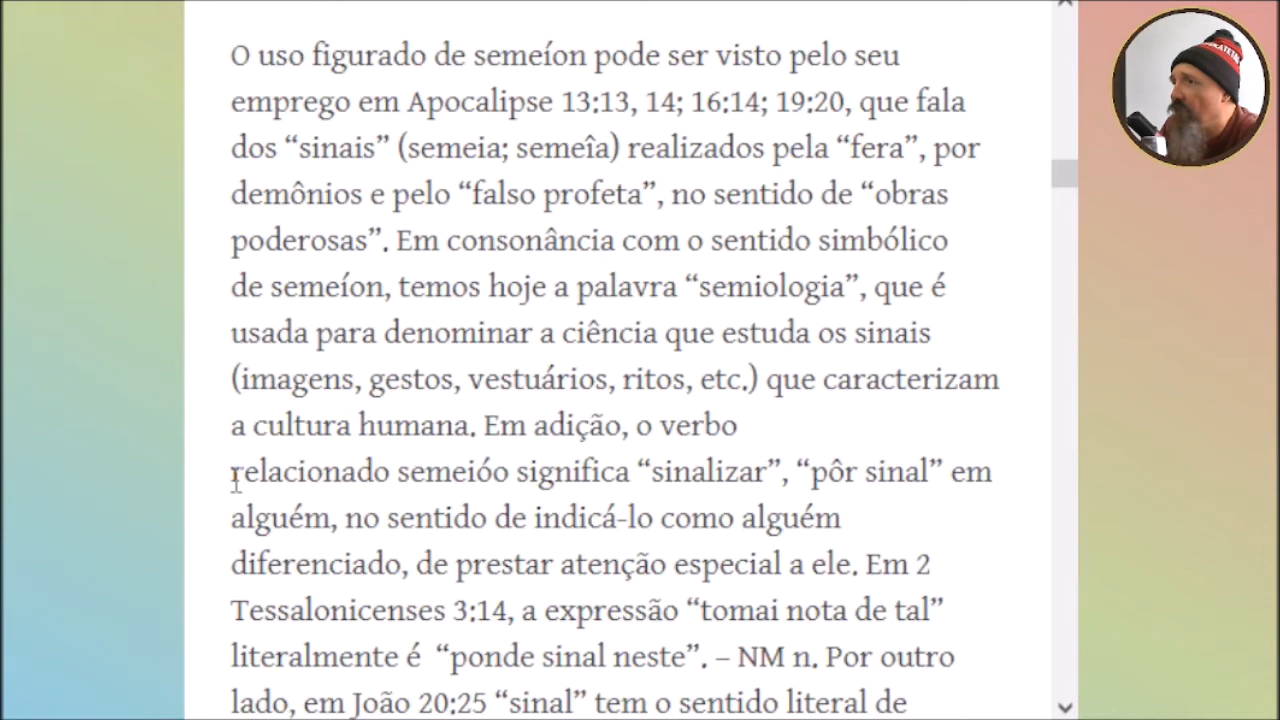 O uso figurado de semeíon pode ser visto pelo seu
emprego em Apocalipse 13:13, 14; 16:14; 19:20, que fala
dos “sinais” (semeia; semeîa) realizados pela “fera”, por
demônios e pelo “falso profeta”, no sentido de “obras
poderosas”. Em consonância com o sentido simbólico
de semeíon, temos hoje a palavra “semiologia”, que é
usada para denominar a ciência que estuda os sinais
(imagens, gestos, vestuários, ritos, etc.) que caracterizam
a cultura humana. Em adição, o verbo
relacionado semeióo significa “sinalizar”, “pôr sinal” em
alguém, no sentido de indicá-lo como alguém
diferenciado, de prestar atenção especial a ele. Em 2
Tessalonicenses 3:14, a expressão “tomai nota de tal”
literalmente é “ponde sinal neste”. – NM n. Por outro
lado, em João 20:25 “sinal” tem o sentido literal de